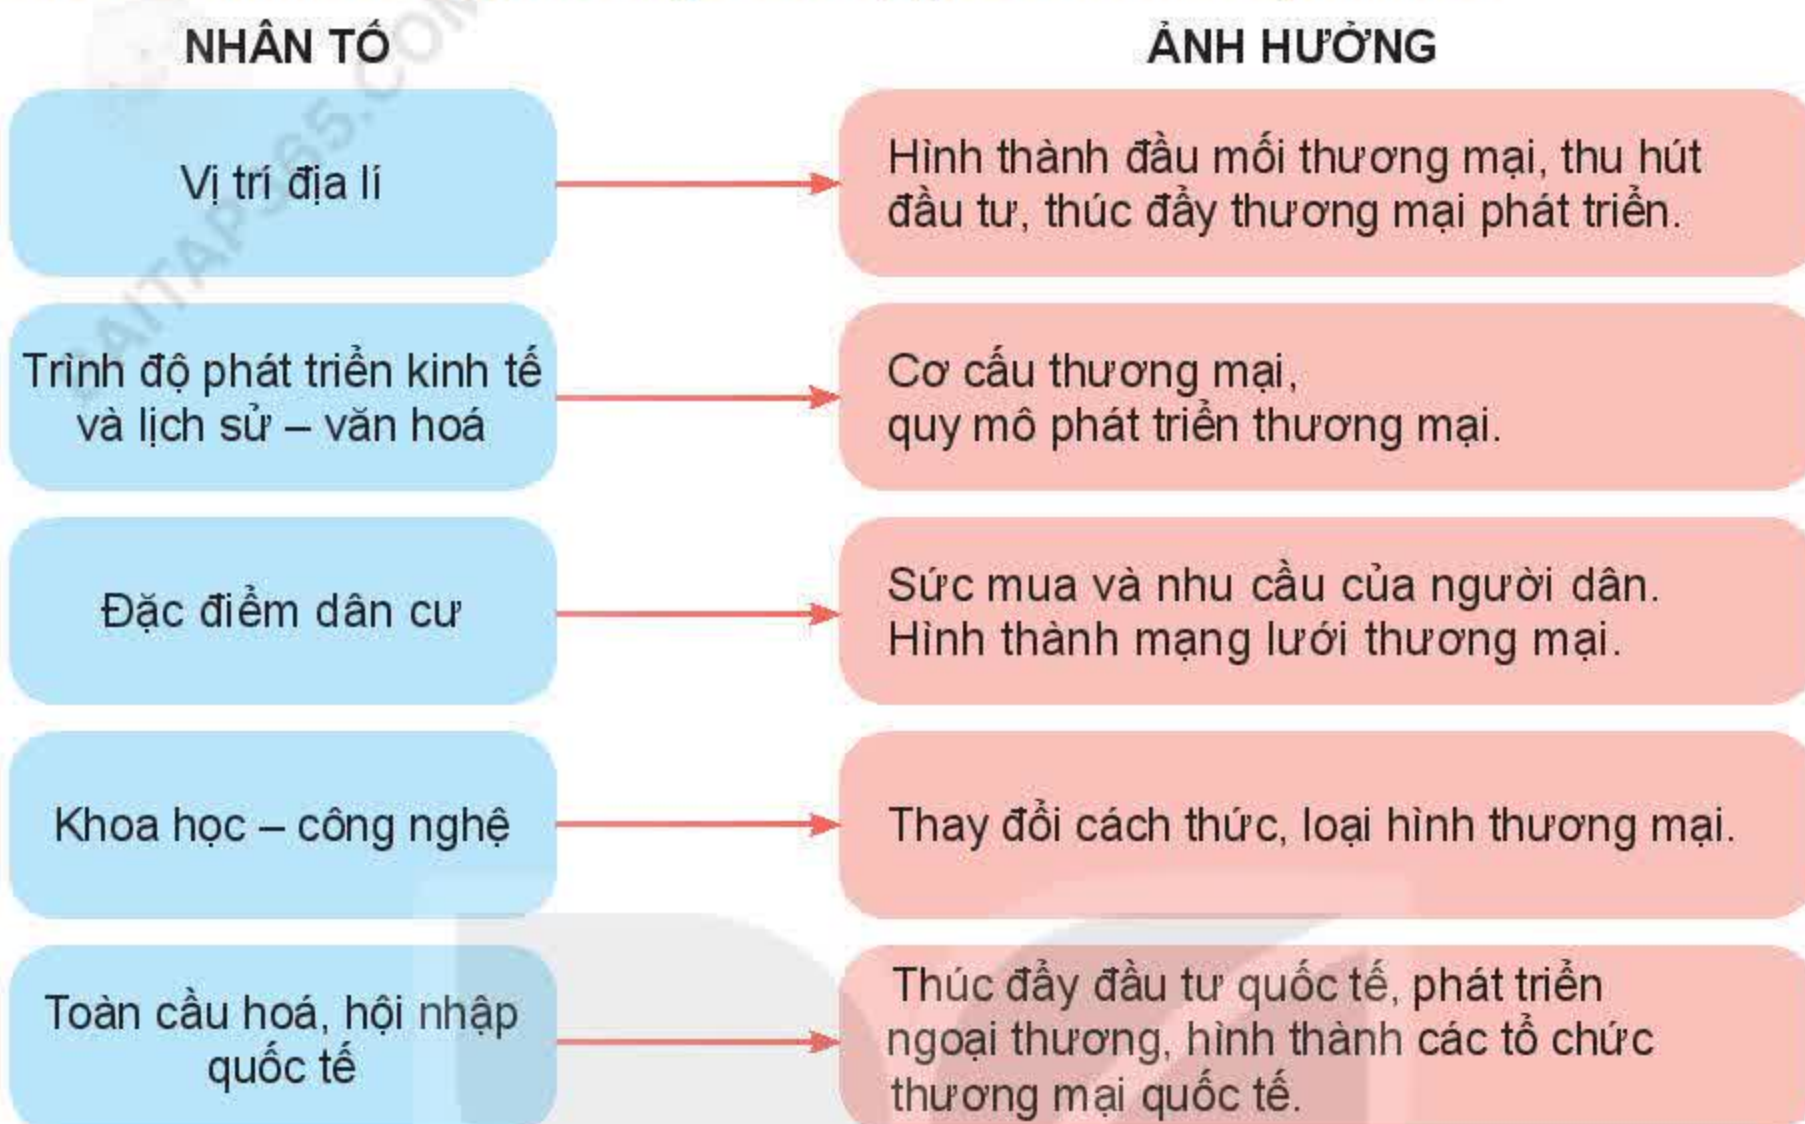 NHÂN TỐ
ẢNH HƯỞNG
Vị trí địa lí
Hình thành đầu mối thương mại, thu hút
đầu tư, thúc đẩy thương mại phát triển.
Trình độ phát triển kinh tế
và lịch sử – văn hoá
Cơ cấu thương mại,
quy mô phát triển thương mại.
Đặc điểm dân cư
Sức mua và nhu cầu của người dân.
Hình thành mạng lưới thương mại.
Khoa học – công nghệ
Thay đổi cách thức, loại hình thương mại.
Toàn cầu hoá, hội nhập
quốc tế
Thúc đẩy đầu tư quốc tế, phát triển
ngoại thương, hình thành các tổ chức
thương mại quốc tế.